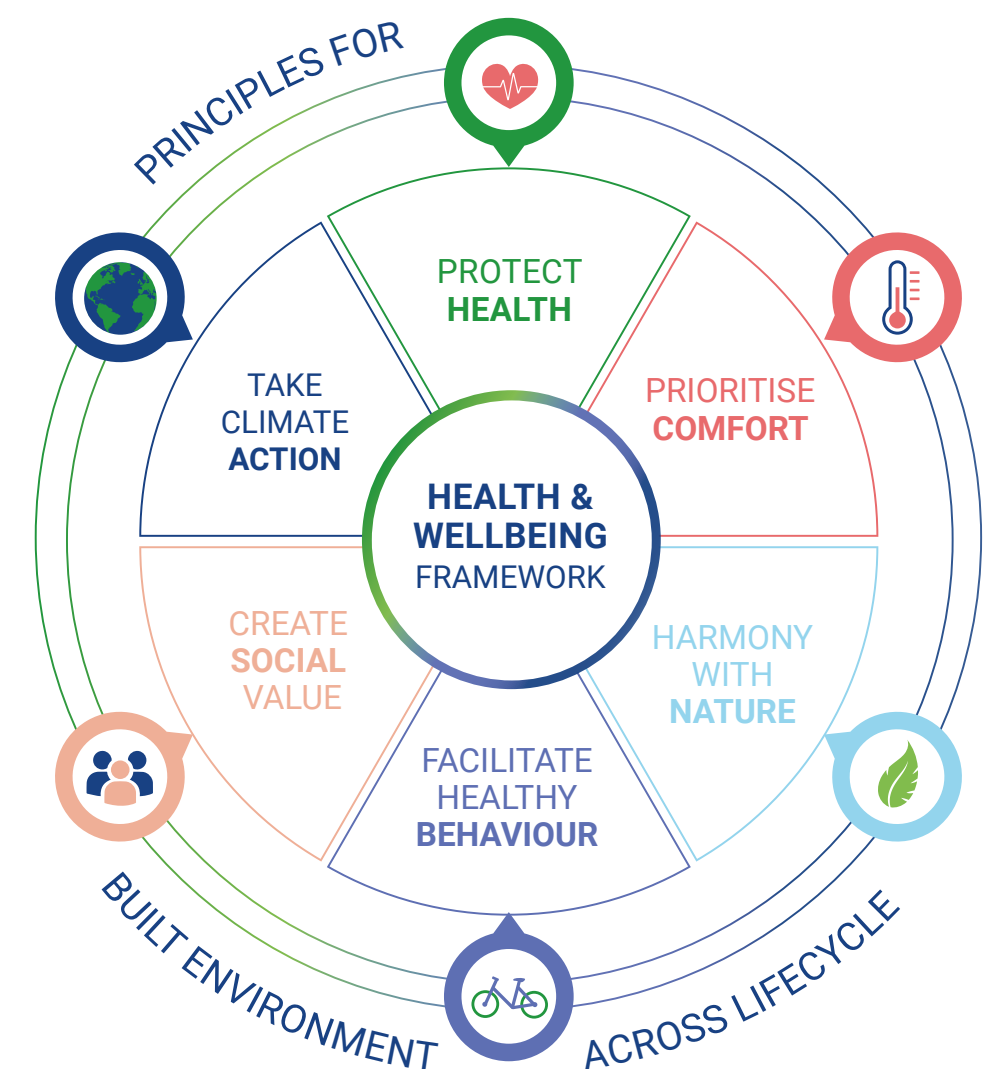 PRINCIPLES FOR
PROTECT
HEALTH
PRIORITISE
COMFORT
TAKE
CLIMATE
ACTION
HEALTH &
WELLBEING
FRAMEWORK
CREATE
SOCIAL
VALUE
HARMONY
WITH
NATURE
FACILITATE
HEALTHY
BEHAVIOUR
BUILT ENVIRONMENT
ACROSS LIFECYCLE